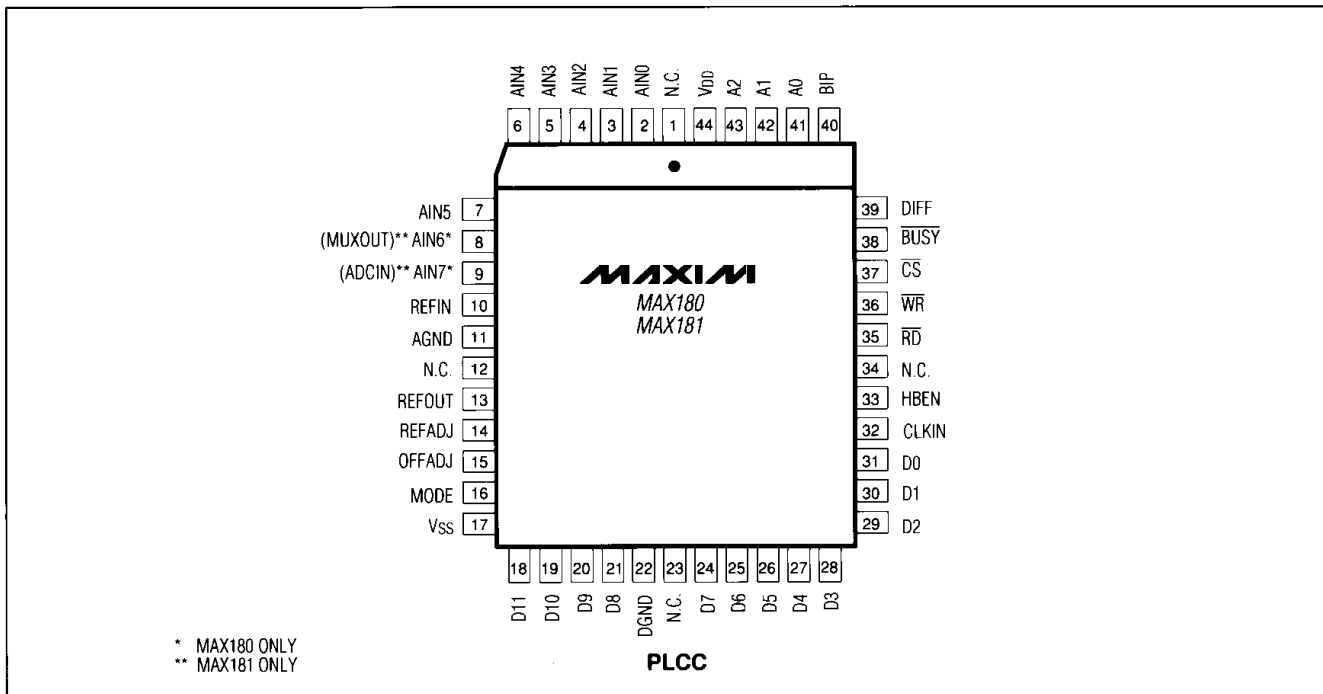 AIN4 AIN3 AIN2 AIN1 AIN0 N.C. VDD A2 A1 A0 BIP
6 5 4 3 2 1 44 43 42 41 40
AIN5 7
(MUXOUT)** AIN6* 8
(ADCIN)** AIN7* 9
REFIN 10
AGND 11
N.C. 12
REFOUT 13
REFADJ 14
OFFADJ 15
MODE 16
VSS 17
MAXIM
MAX180
MAX181
39 DIFF
38 B̅U̅S̅Y̅
37 C̅S̅
36 W̅R̅
35 R̅D̅
34 N.C.
33 HBEN
32 CLKIN
31 D0
30 D1
29 D2
18 19 20 21 22 23 24 25 26 27 28
D11 D10 D9 D8 DGND N.C. D7 D6 D5 D4 D3
* MAX180 ONLY
** MAX181 ONLY
PLCC